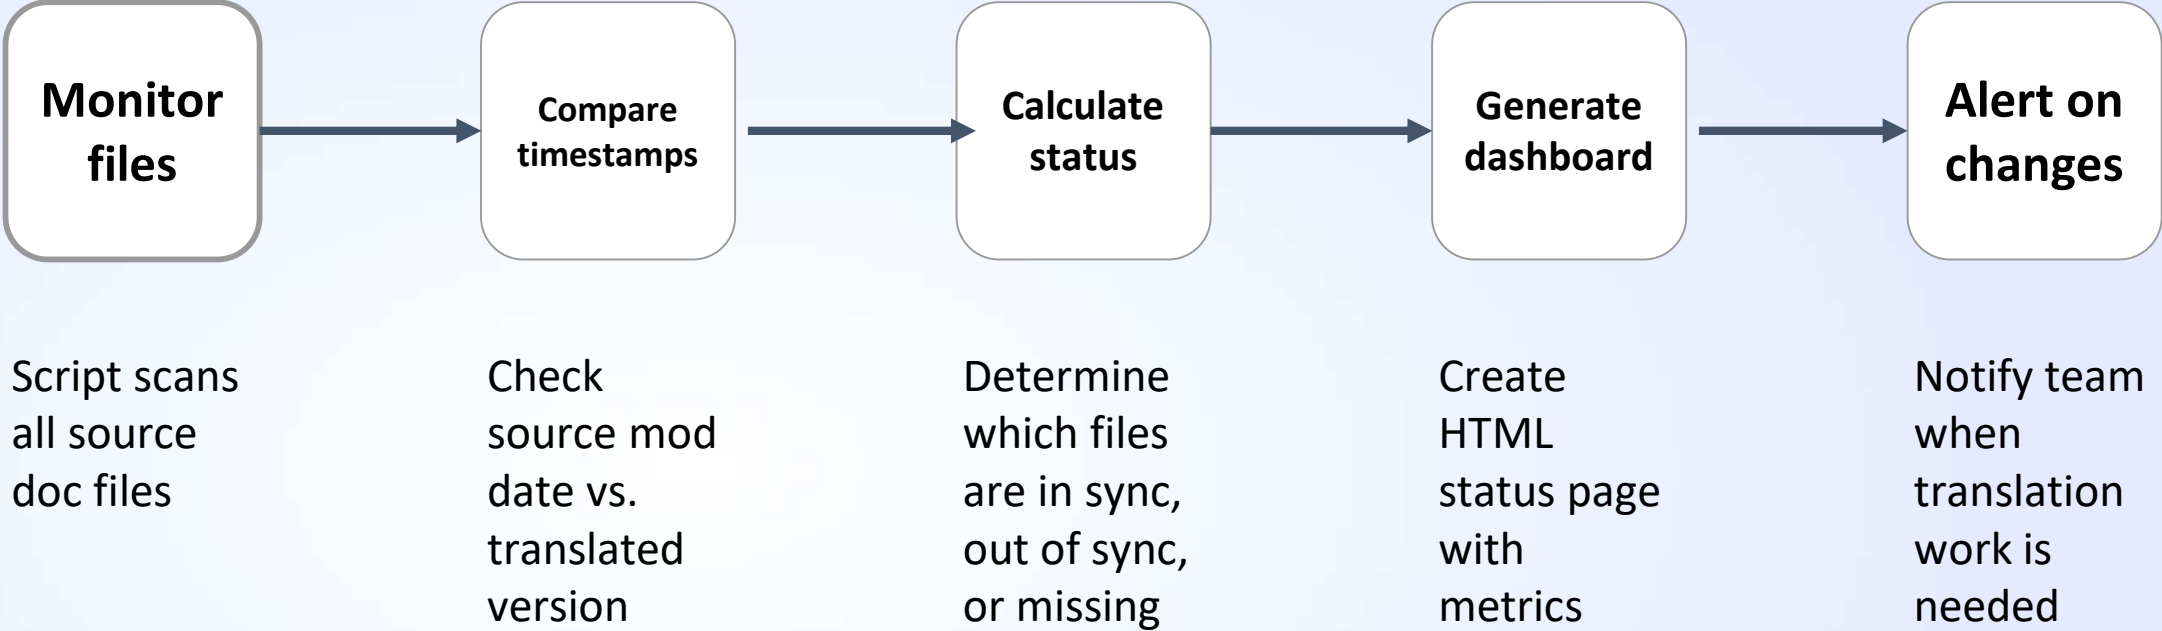 Monitor
files
Compare
timestamps
Calculate
status
Generate
dashboard
Alert on
changes
Script scans
all source
doc files
Check
source mod
date vs.
translated
version
Determine
which files
are in sync,
out of sync,
or missing
Create
HTML
status page
with
metrics
Notify team
when
translation
work is
needed